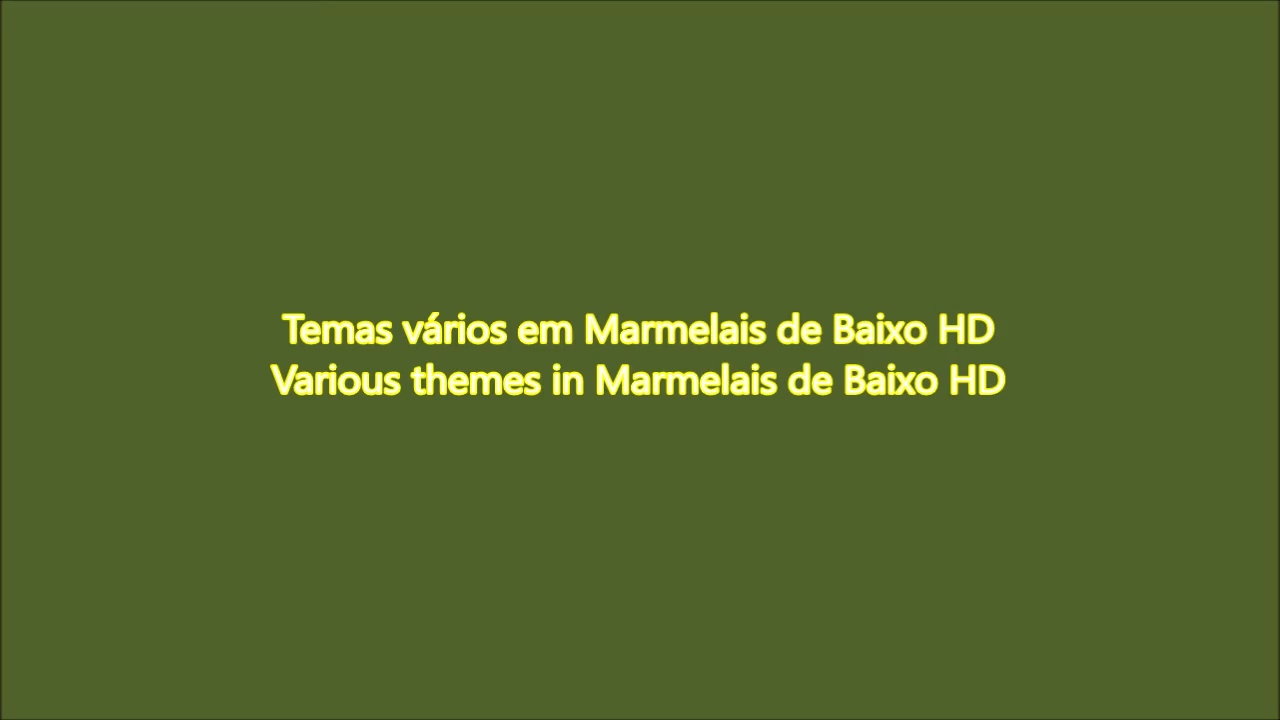 Temas vários em Marmelais de Baixo HD
Various themes in Marmelais de Baixo HD